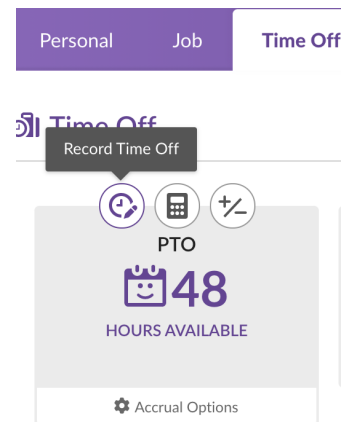 Personal Job Time Off
Time Off
Record Time Off
PTO
48
HOURS AVAILABLE
Accrual Options